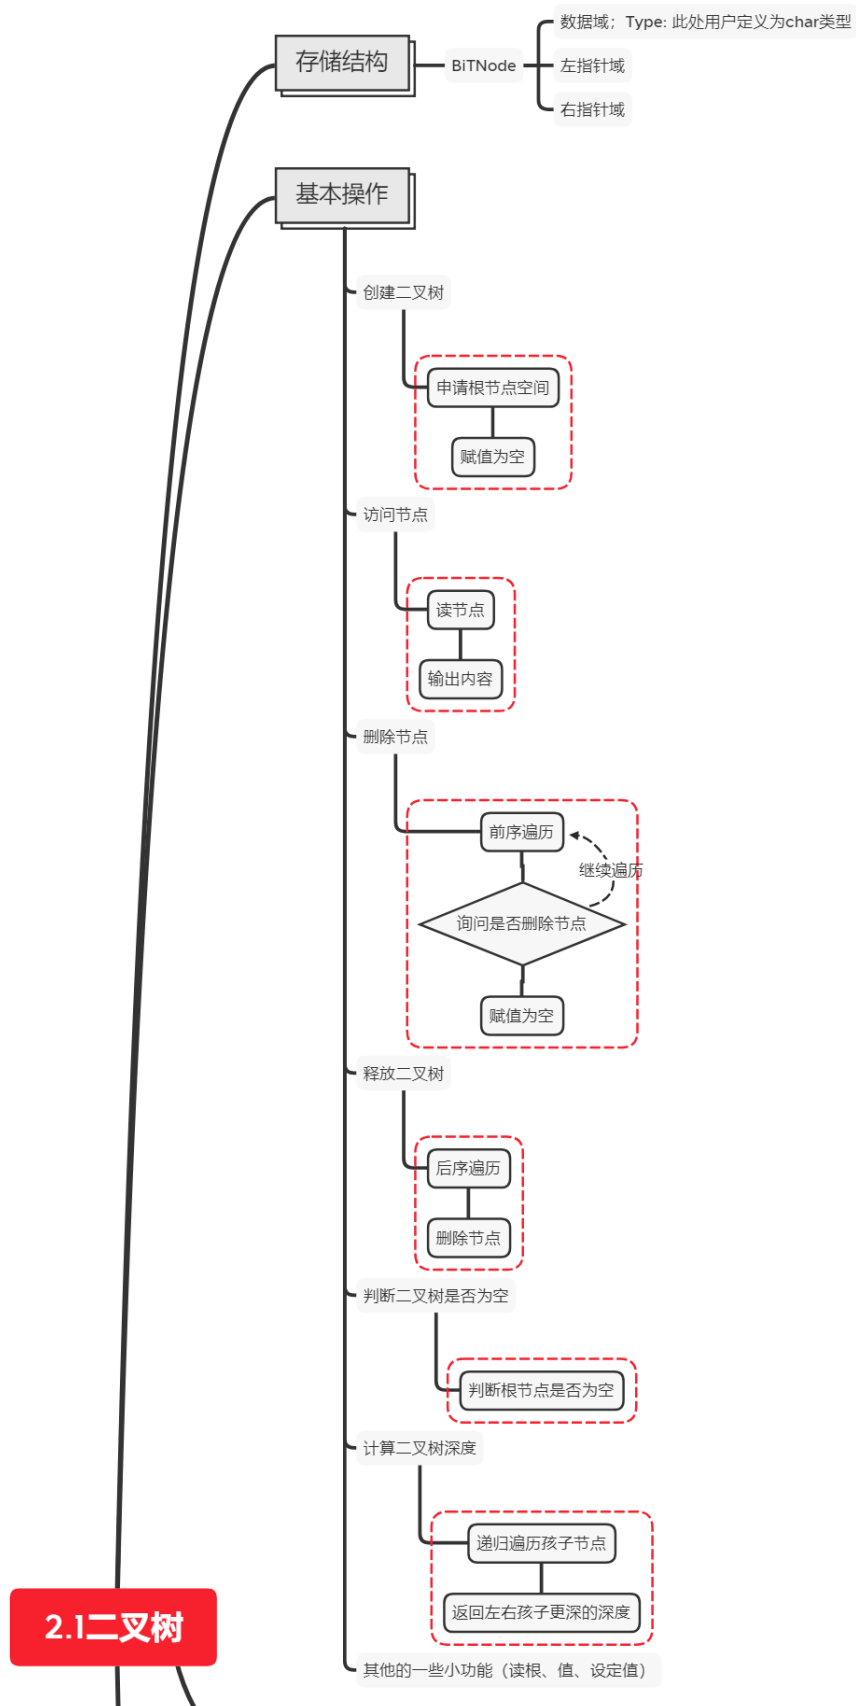 存储结构
BiTNode
数据域；Type: 此处用户定义为char类型
左指针域
右指针域
基本操作
创建二叉树
申请根节点空间
赋值为空
访问节点
读节点
输出内容
删除节点
前序遍历
继续遍历
询问是否删除节点
赋值为空
释放二叉树
后序遍历
删除节点
判断二叉树是否为空
判断根节点是否为空
计算二叉树深度
递归遍历孩子节点
返回左右孩子更深的深度
2.1二叉树
其他的一些小功能（读根、值、设定值）